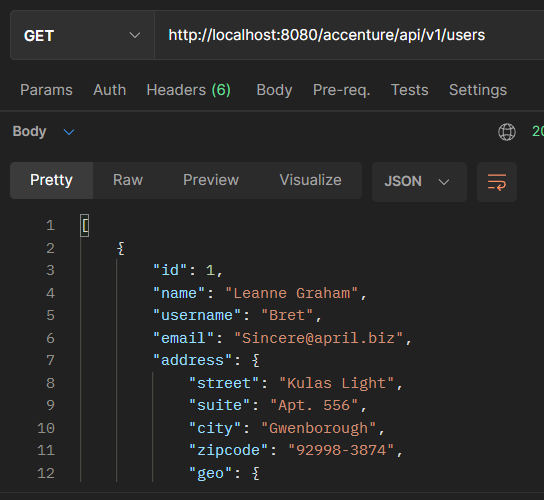 GET http://localhost:8080/accenture/api/v1/users
Params Auth Headers (6) Body Pre-req. Tests Settings
Body 20
Pretty Raw Preview Visualize JSON
1 [
2 {
3 "id": 1,
4 "name": "Leanne Graham",
5 "username": "Bret",
6 "email": "Sincere@april.biz",
7 "address": {
8 "street": "Kulas Light",
9 "suite": "Apt. 556",
10 "city": "Gwenborough",
11 "zipcode": "92998-3874",
12 "geo": {